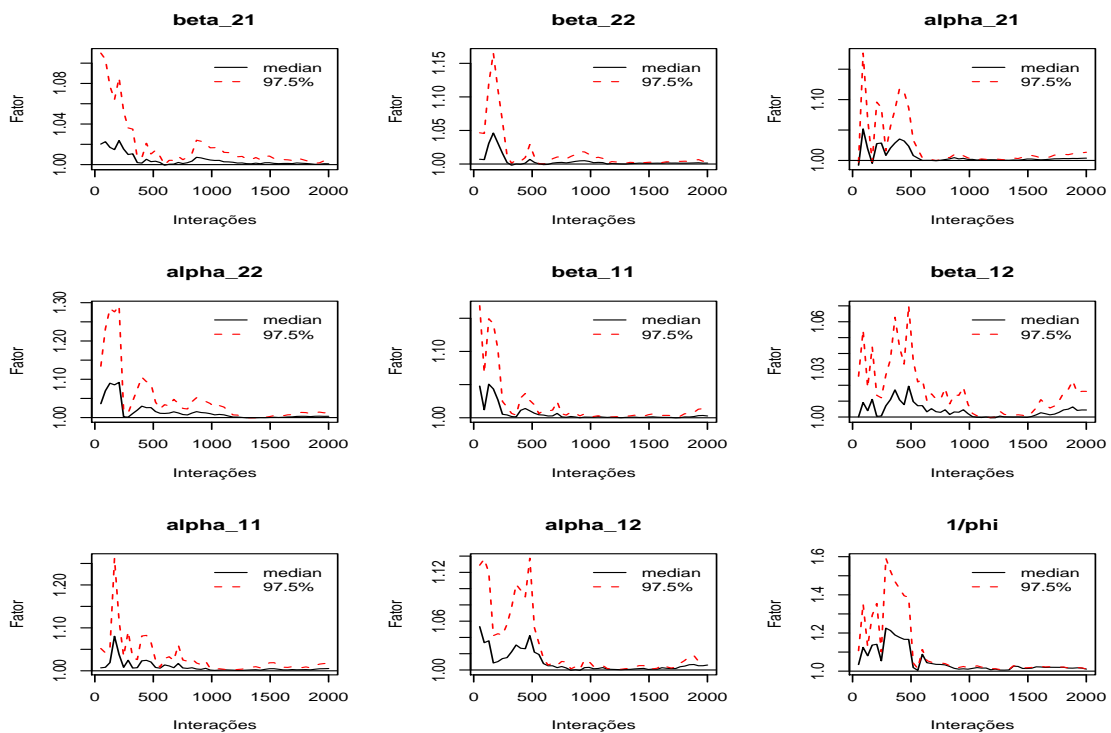 beta_21
Fator
1.00 1.04 1.08
median
97.5%
0 500 1000 1500 2000
Interações
beta_22
Fator
1.00 1.05 1.10 1.15
median
97.5%
0 500 1000 1500 2000
Interações
alpha_21
Fator
1.00 1.10
median
97.5%
0 500 1000 1500 2000
Interações
alpha_22
Fator
1.00 1.10 1.20 1.30
median
97.5%
0 500 1000 1500 2000
Interações
beta_11
Fator
1.00 1.10
median
97.5%
0 500 1000 1500 2000
Interações
beta_12
Fator
1.00 1.03 1.06
median
97.5%
0 500 1000 1500 2000
Interações
alpha_11
Fator
1.00 1.10 1.20
median
97.5%
0 500 1000 1500 2000
Interações
alpha_12
Fator
1.00 1.06 1.12
median
97.5%
0 500 1000 1500 2000
Interações
1/phi
Fator
1.0 1.2 1.4 1.6
median
97.5%
0 500 1000 1500 2000
Interações